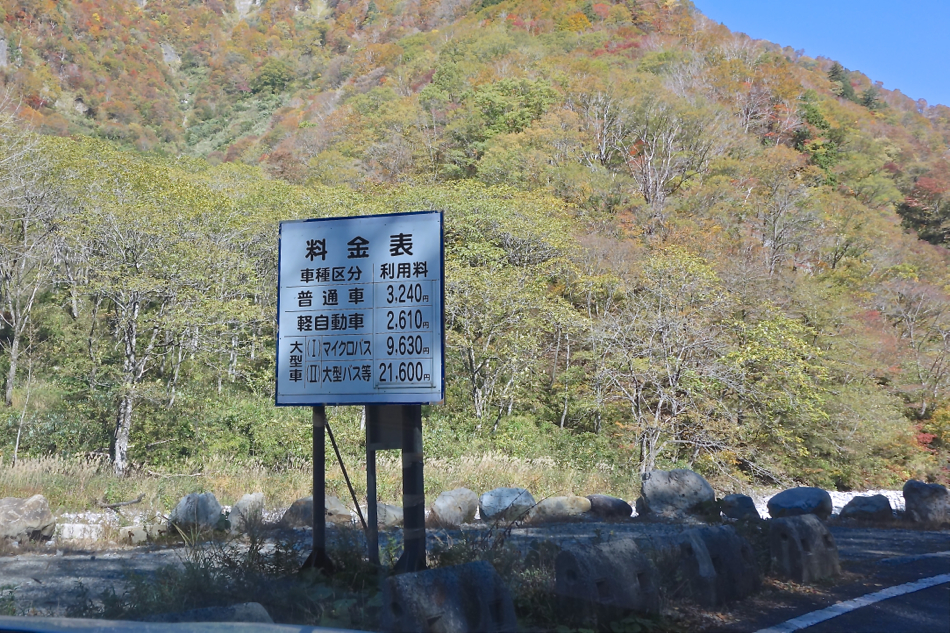 料金表
車種区分 利用料
普通車 3,240円
軽自動車 2,610円
大型車 (Ⅰ)マイクロバス 9,630円
(Ⅱ)大型バス等 21,600円